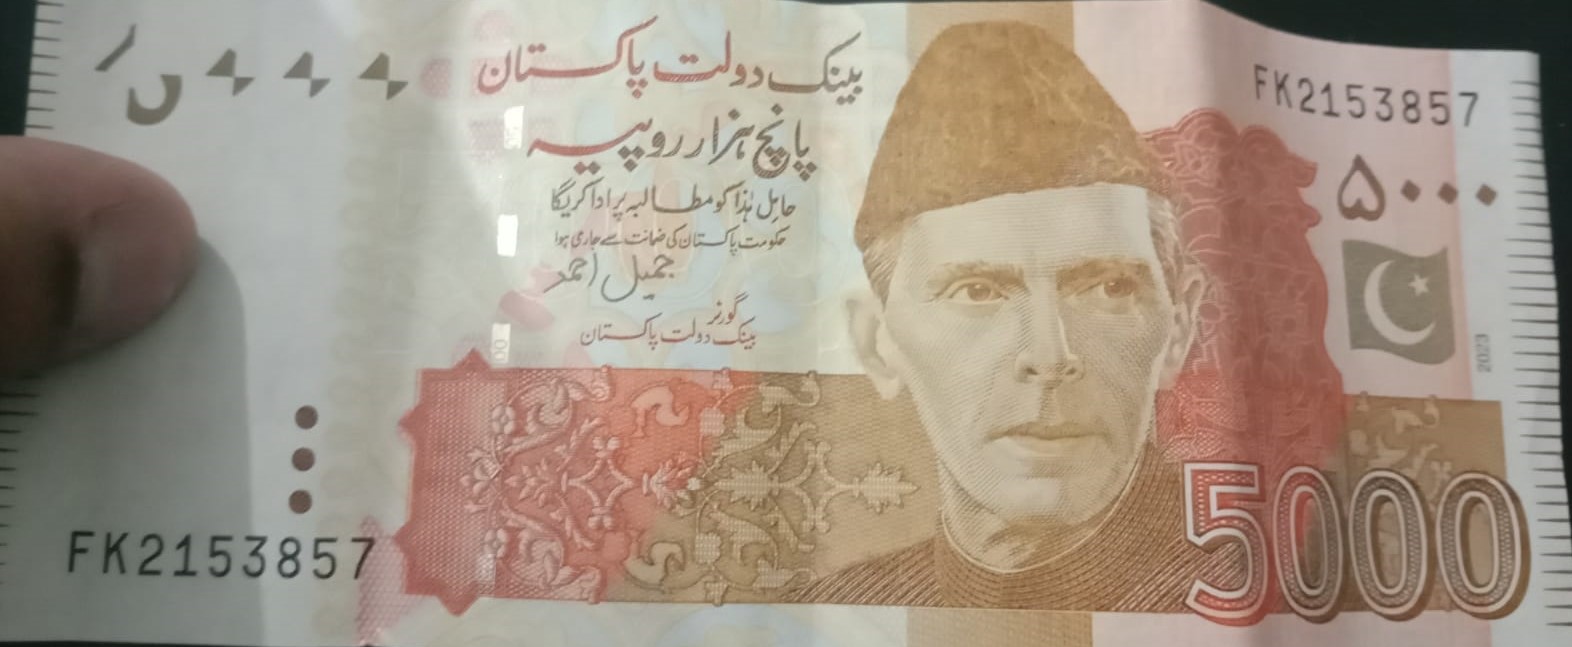 بینک دولت پاکستان
پانچ ہزار روپیہ
حاملِ ہٰذا کو مطالبہ پر ادا کریگا
حکومت پاکستان کی ضمانت سے جاری ہوا
جمیل احمد
گورنر
بینک دولت پاکستان
FK2153857
۵۰۰۰
2023
FK2153857
5000